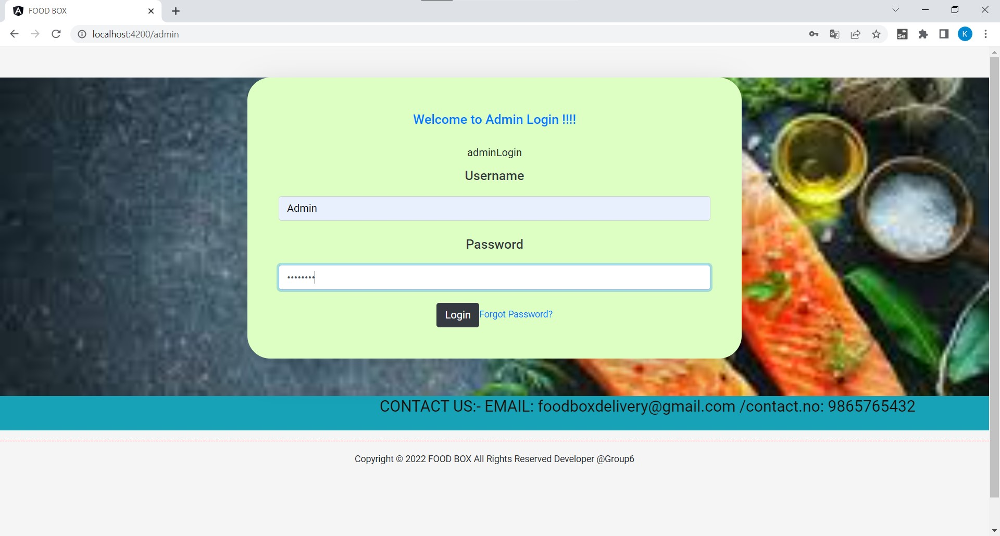 FOOD BOX
localhost:4200/admin
Se
K
Welcome to Admin Login !!!!
adminLogin
Username
Admin
Password
••••••••
Login Forgot Password?
CONTACT US:- EMAIL: foodboxdelivery@gmail.com /contact.no: 9865765432
Copyright © 2022 FOOD BOX All Rights Reserved Developer @Group6